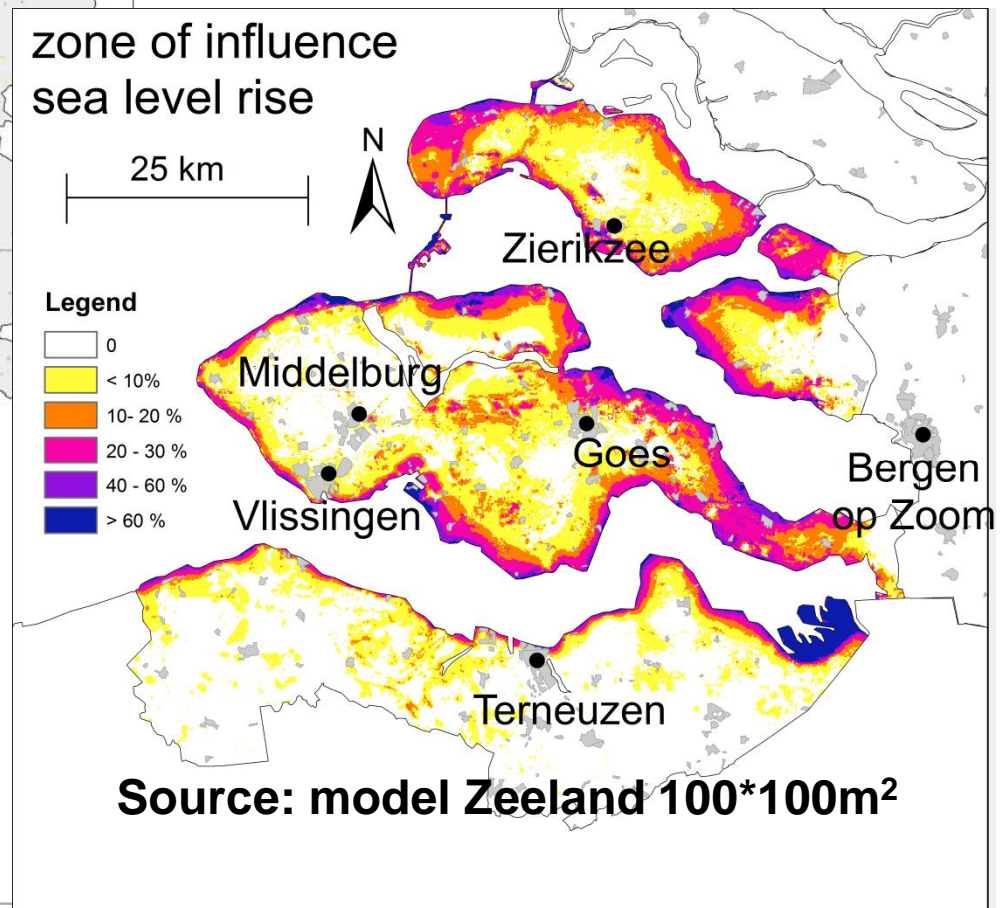 zone of influence
sea level rise
25 km
N
Zierikzee
Legend
0
< 10%
10- 20 %
20 - 30 %
40 - 60 %
> 60 %
Middelburg
Goes
Vlissingen
Bergen
op Zoom
Terneuzen
Source: model Zeeland 100*100m²